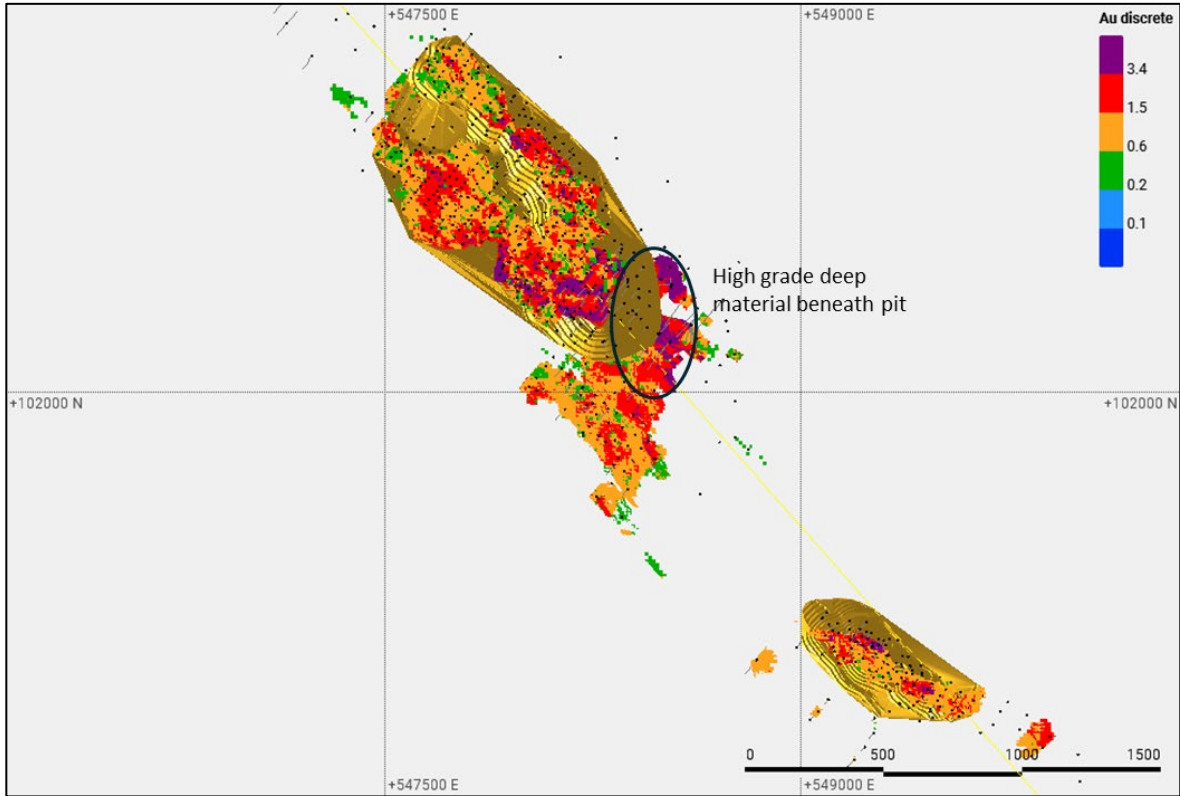 +547500 E
+549000 E
Au discrete
3.4
1.5
0.6
0.2
0.1
High grade deep
material beneath pit
+102000 N
+102000 N
0
500
1000
1500
+547500 E
+549000 E